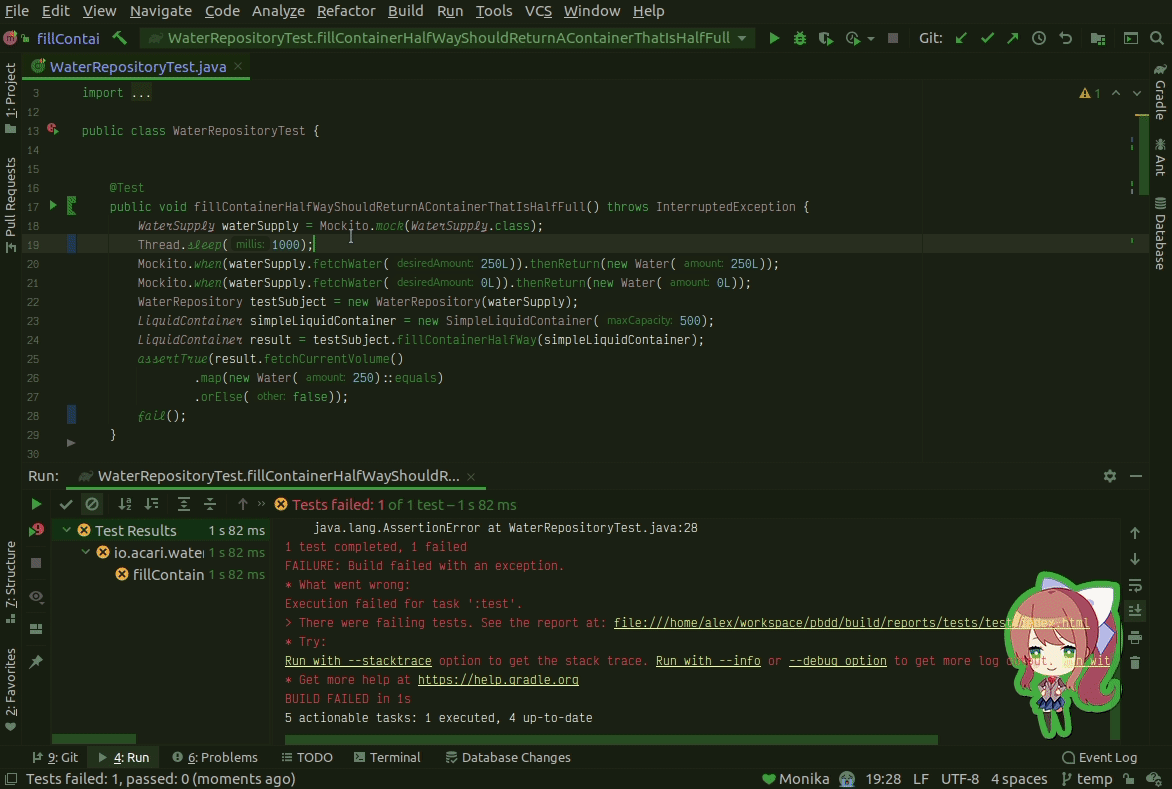 File Edit View Navigate Code Analyze Refactor Build Run Tools VCS Window Help
fillContai WaterRepositoryTest.fillContainerHalfWayShouldReturnAContainerThatIsHalfFull Git:
WaterRepositoryTest.java
1: Project
Pull Requests
7: Structure
2: Favorites
Gradle
Ant
Database
1
3 import ...
12
13 public class WaterRepositoryTest {
14
15
16 @Test
17 public void fillContainerHalfWayShouldReturnAContainerThatIsHalfFull() throws InterruptedException {
18 WaterSupply waterSupply = Mockito.mock(WaterSupply.class);
19 Thread.sleep( millis: 1000);
20 Mockito.when(waterSupply.fetchWater( desiredAmount: 250L)).thenReturn(new Water( amount: 250L));
21 Mockito.when(waterSupply.fetchWater( desiredAmount: 0L)).thenReturn(new Water( amount: 0L));
22 WaterRepository testSubject = new WaterRepository(waterSupply);
23 LiquidContainer simpleLiquidContainer = new SimpleLiquidContainer( maxCapacity: 500);
24 LiquidContainer result = testSubject.fillContainerHalfWay(simpleLiquidContainer);
25 assertTrue(result.fetchCurrentVolume()
26 .map(new Water( amount: 250)::equals)
27 .orElse( other: false));
28 fail();
29 }
30
Run: WaterRepositoryTest.fillContainerHalfWayShouldR...
Tests failed: 1 of 1 test – 1 s 82 ms
Test Results 1 s 82 ms
io.acari.water 1 s 82 ms
fillContain 1 s 82 ms
java.lang.AssertionError at WaterRepositoryTest.java:28
1 test completed, 1 failed
FAILURE: Build failed with an exception.
* What went wrong:
Execution failed for task ':test'.
> There were failing tests. See the report at: file:///home/alex/workspace/pbdd/build/reports/tests/test/index.html
* Try:
Run with --stacktrace option to get the stack trace. Run with --info or --debug option to get more log output. Run wit
* Get more help at https://help.gradle.org
BUILD FAILED in 1s
5 actionable tasks: 1 executed, 4 up-to-date
9: Git 4: Run 6: Problems TODO Terminal Database Changes Event Log
Tests failed: 1, passed: 0 (moments ago) Monika 19:28 LF UTF-8 4 spaces temp